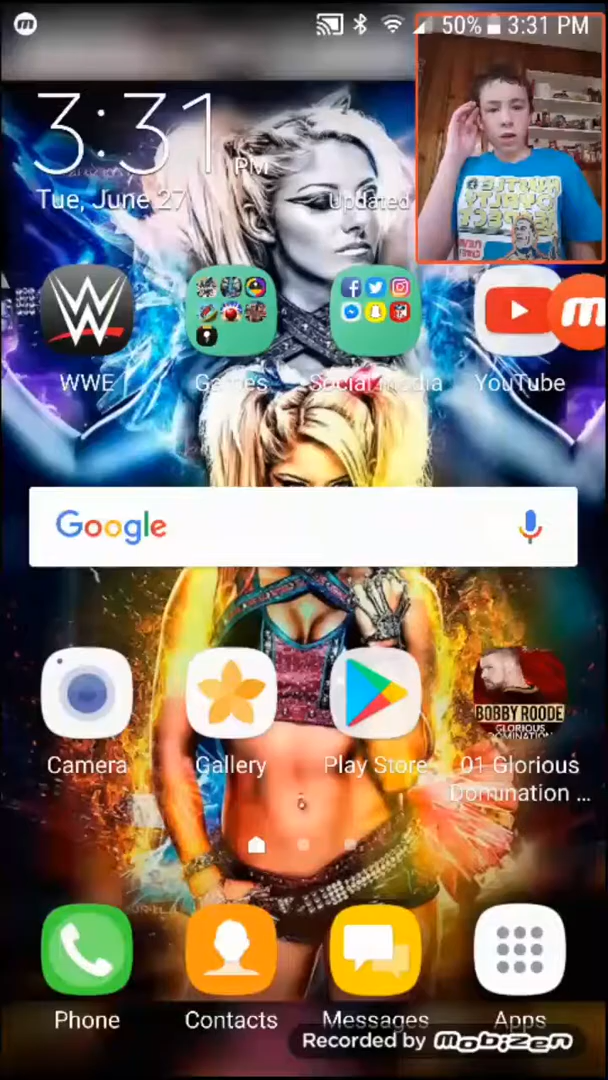 50% 3:31 PM
3:31 PM
Tue, June 27
Updated
WWE
Games
Social media
YouTube
Google
BOBBY ROODE
GLORIOUS
DOMINATION
Camera
Gallery
Play Store
01 Glorious
Domination ...
Phone
Contacts
Messages
Apps
Recorded by Mobizen